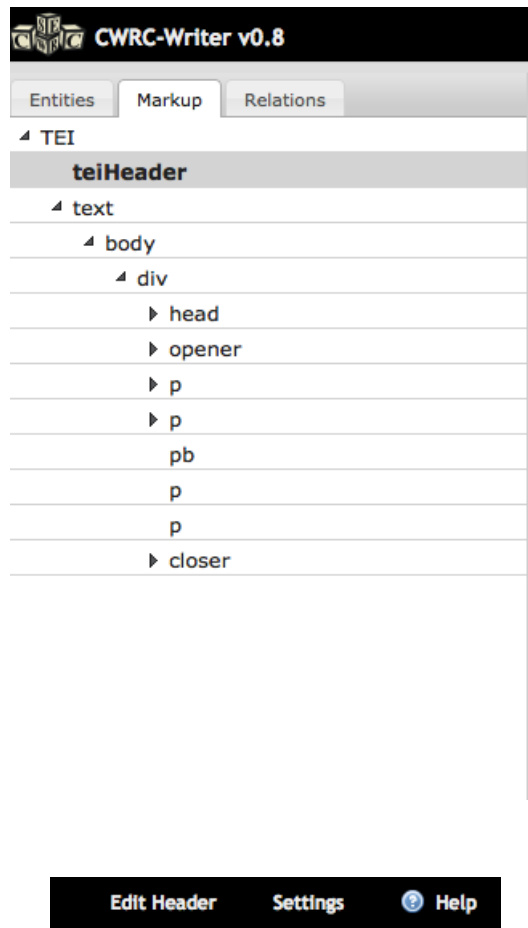 CWRC-Writer v0.8
Entities Markup Relations
TEI
teiHeader
text
body
div
head
opener
p
p
pb
p
p
closer
Edit Header Settings ? Help